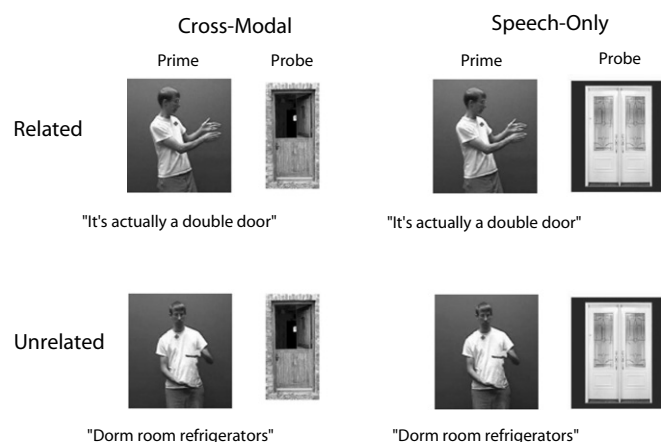 Cross-Modal
Speech-Only
Prime
Probe
Prime
Probe
Related
"It's actually a double door"
"It's actually a double door"
Unrelated
"Dorm room refrigerators"
"Dorm room refrigerators"